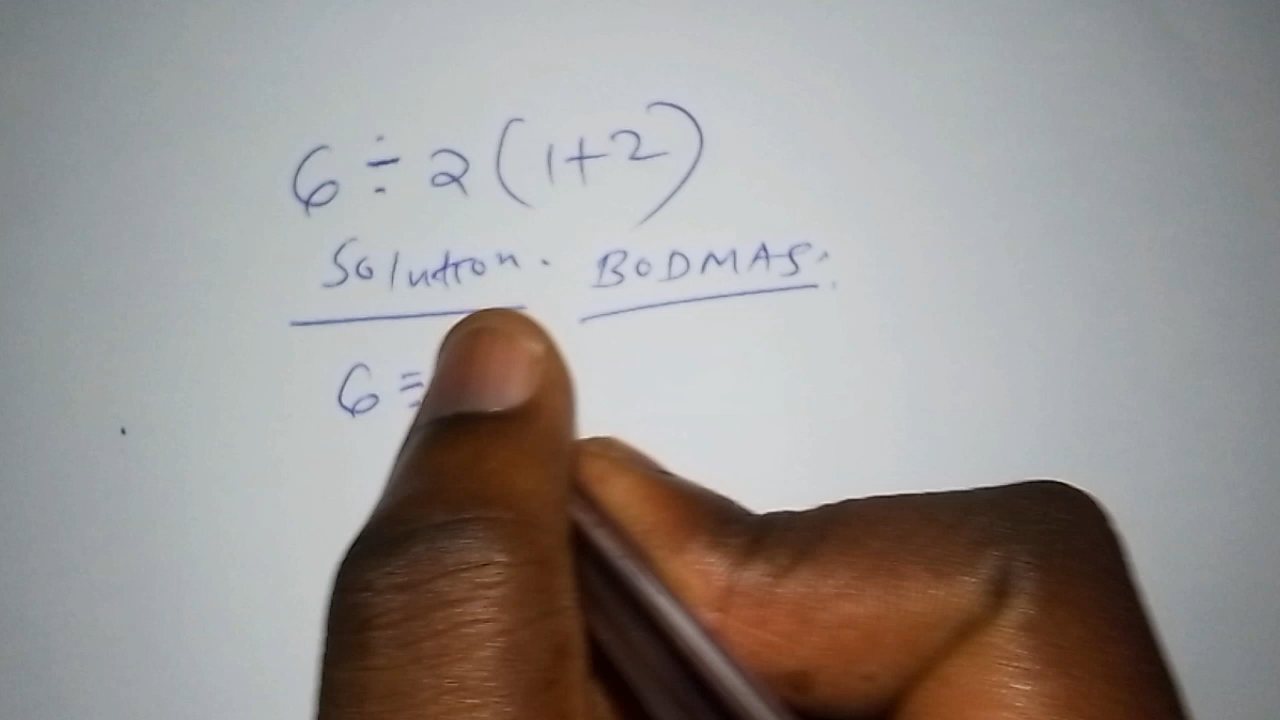 6 ÷ 2 (1+2)
Solution. BODMAS.
6 ÷